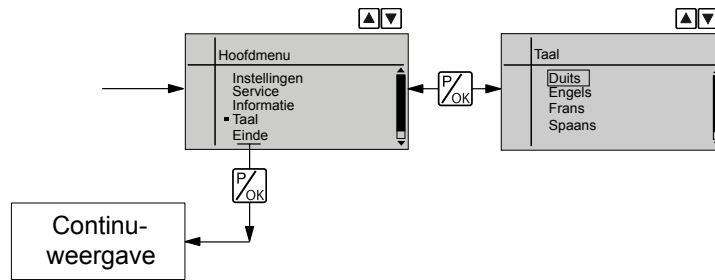 Hoofdmenu
Instellingen
Service
Informatie
Taal
Einde
P/OK
Taal
Duits
Engels
Frans
Spaans
P/OK
Continu-
weergave